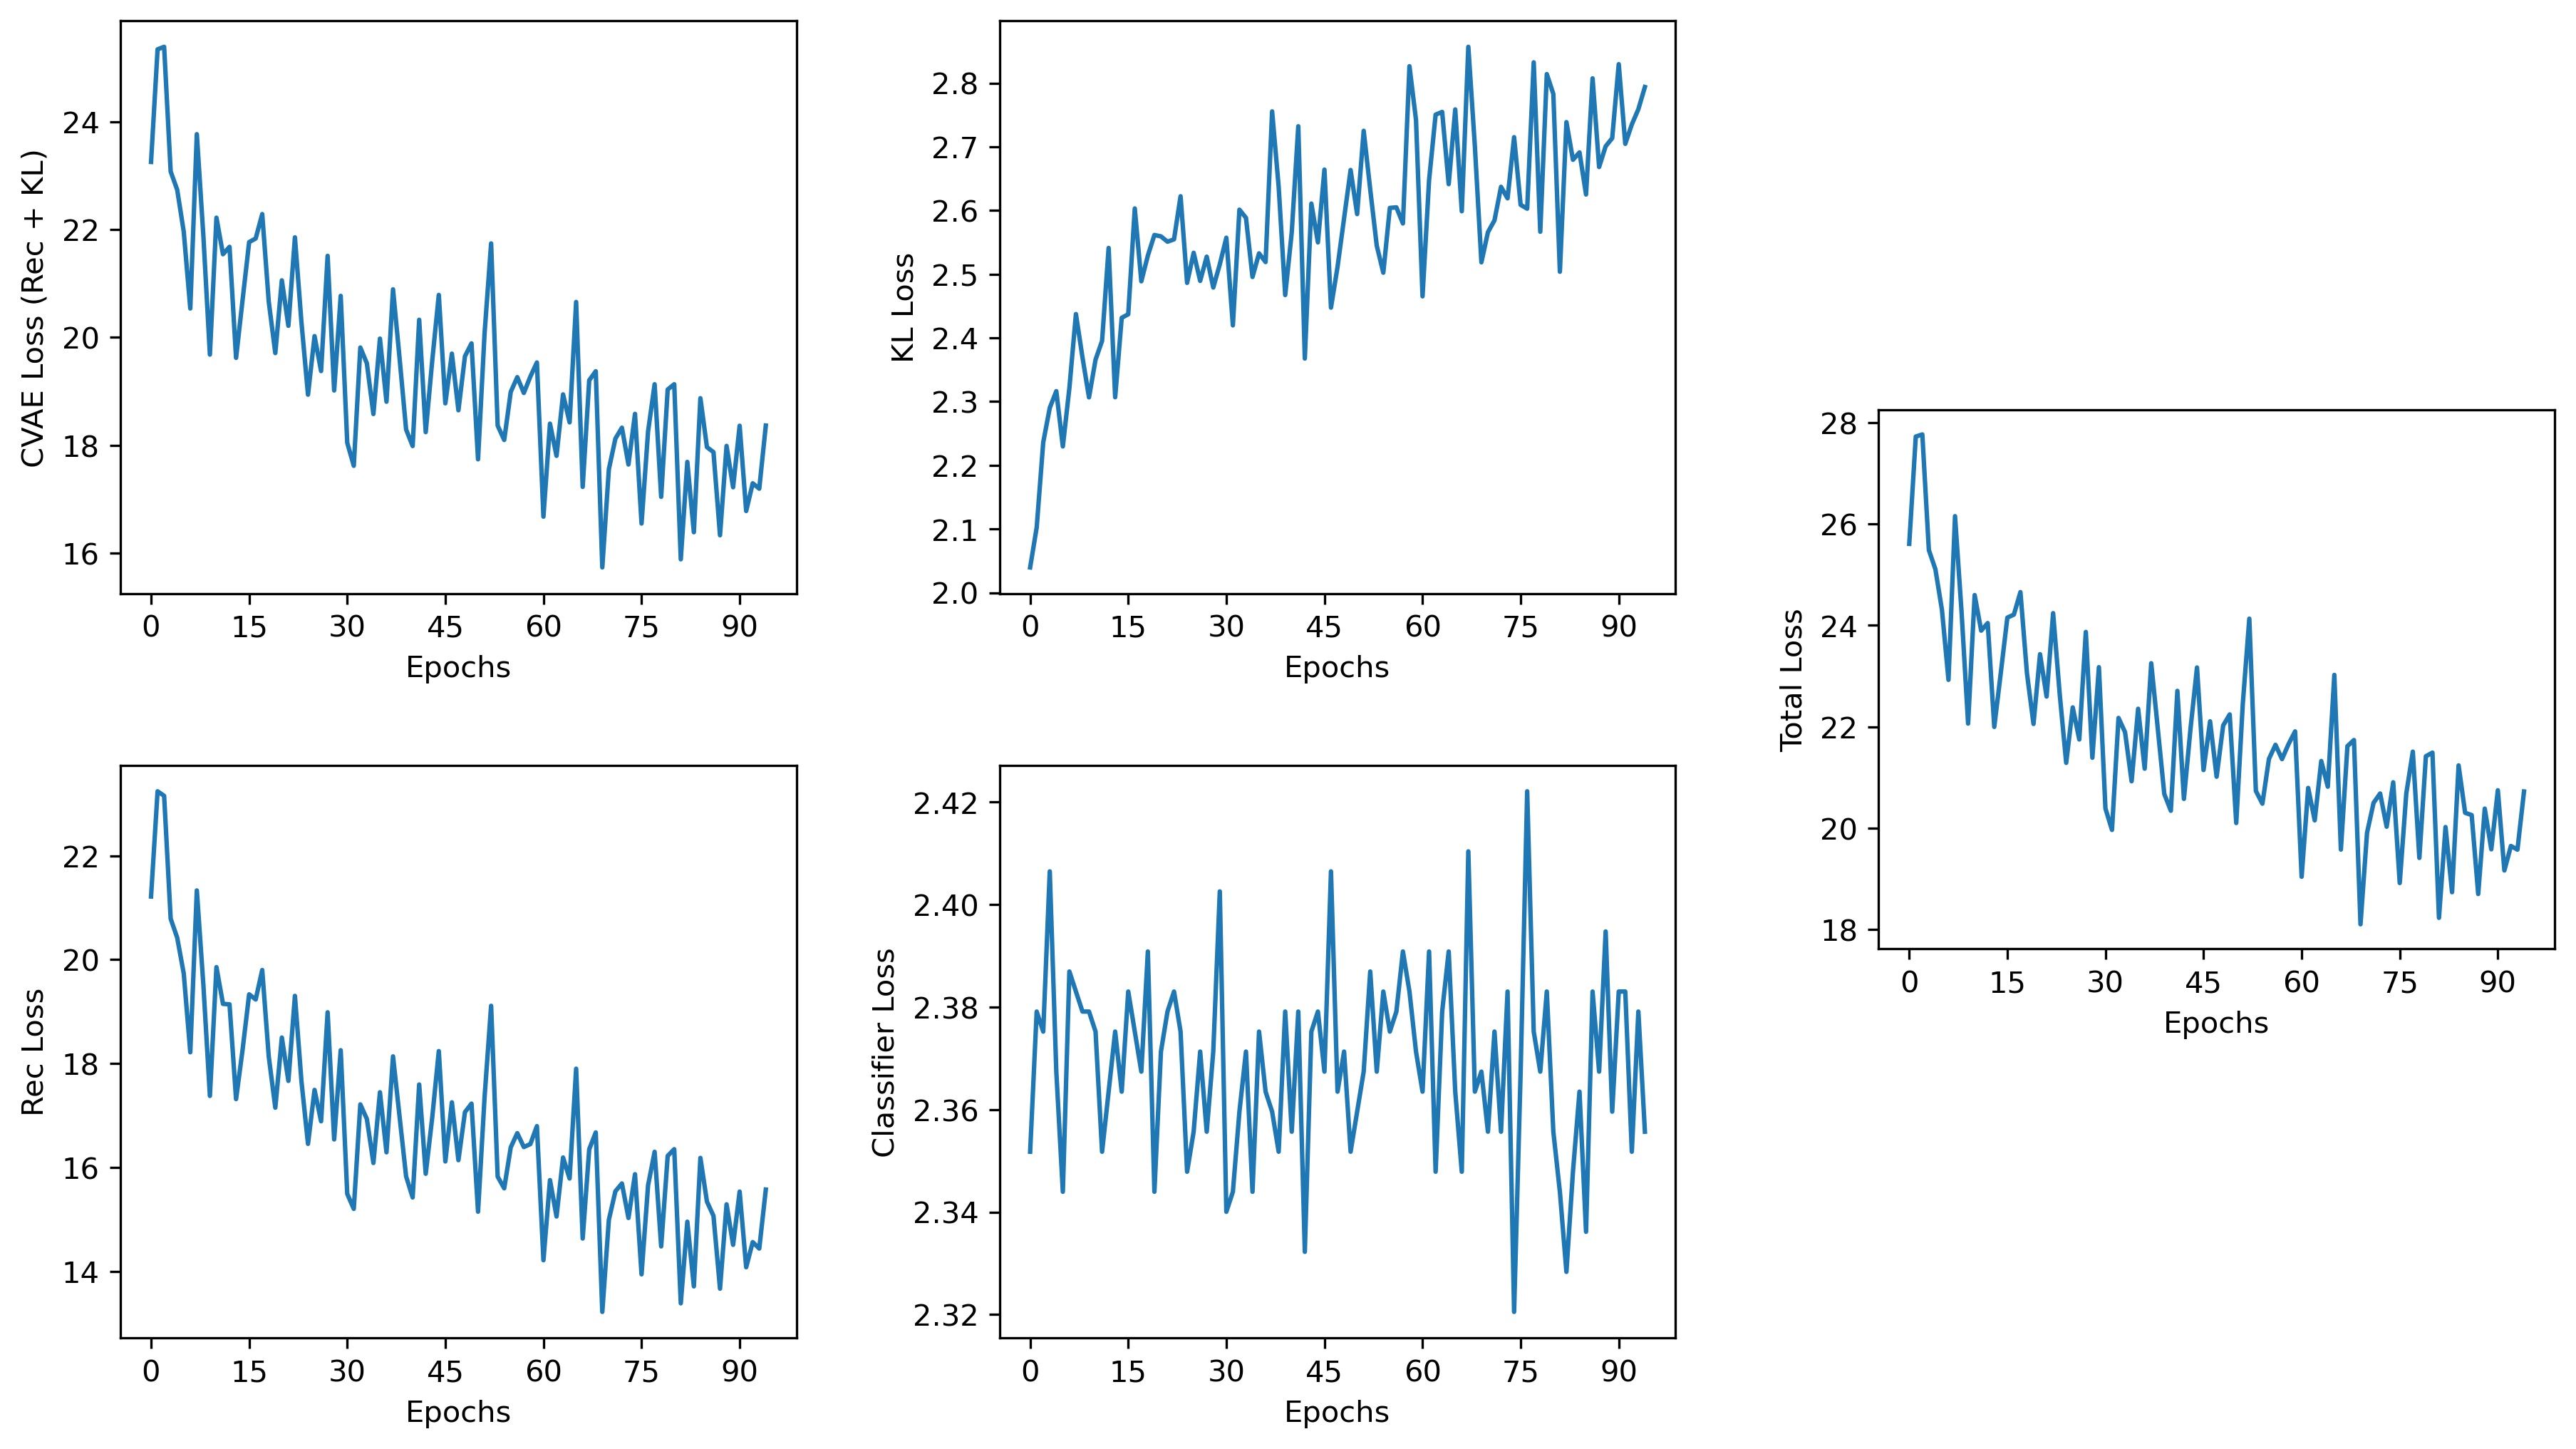 CVAE Loss (Rec + KL)
24
22
20
18
16
0 15 30 45 60 75 90
Epochs
KL Loss
2.8
2.7
2.6
2.5
2.4
2.3
2.2
2.1
2.0
0 15 30 45 60 75 90
Epochs
Rec Loss
22
20
18
16
14
0 15 30 45 60 75 90
Epochs
Classifier Loss
2.42
2.40
2.38
2.36
2.34
2.32
0 15 30 45 60 75 90
Epochs
Total Loss
28
26
24
22
20
18
0 15 30 45 60 75 90
Epochs